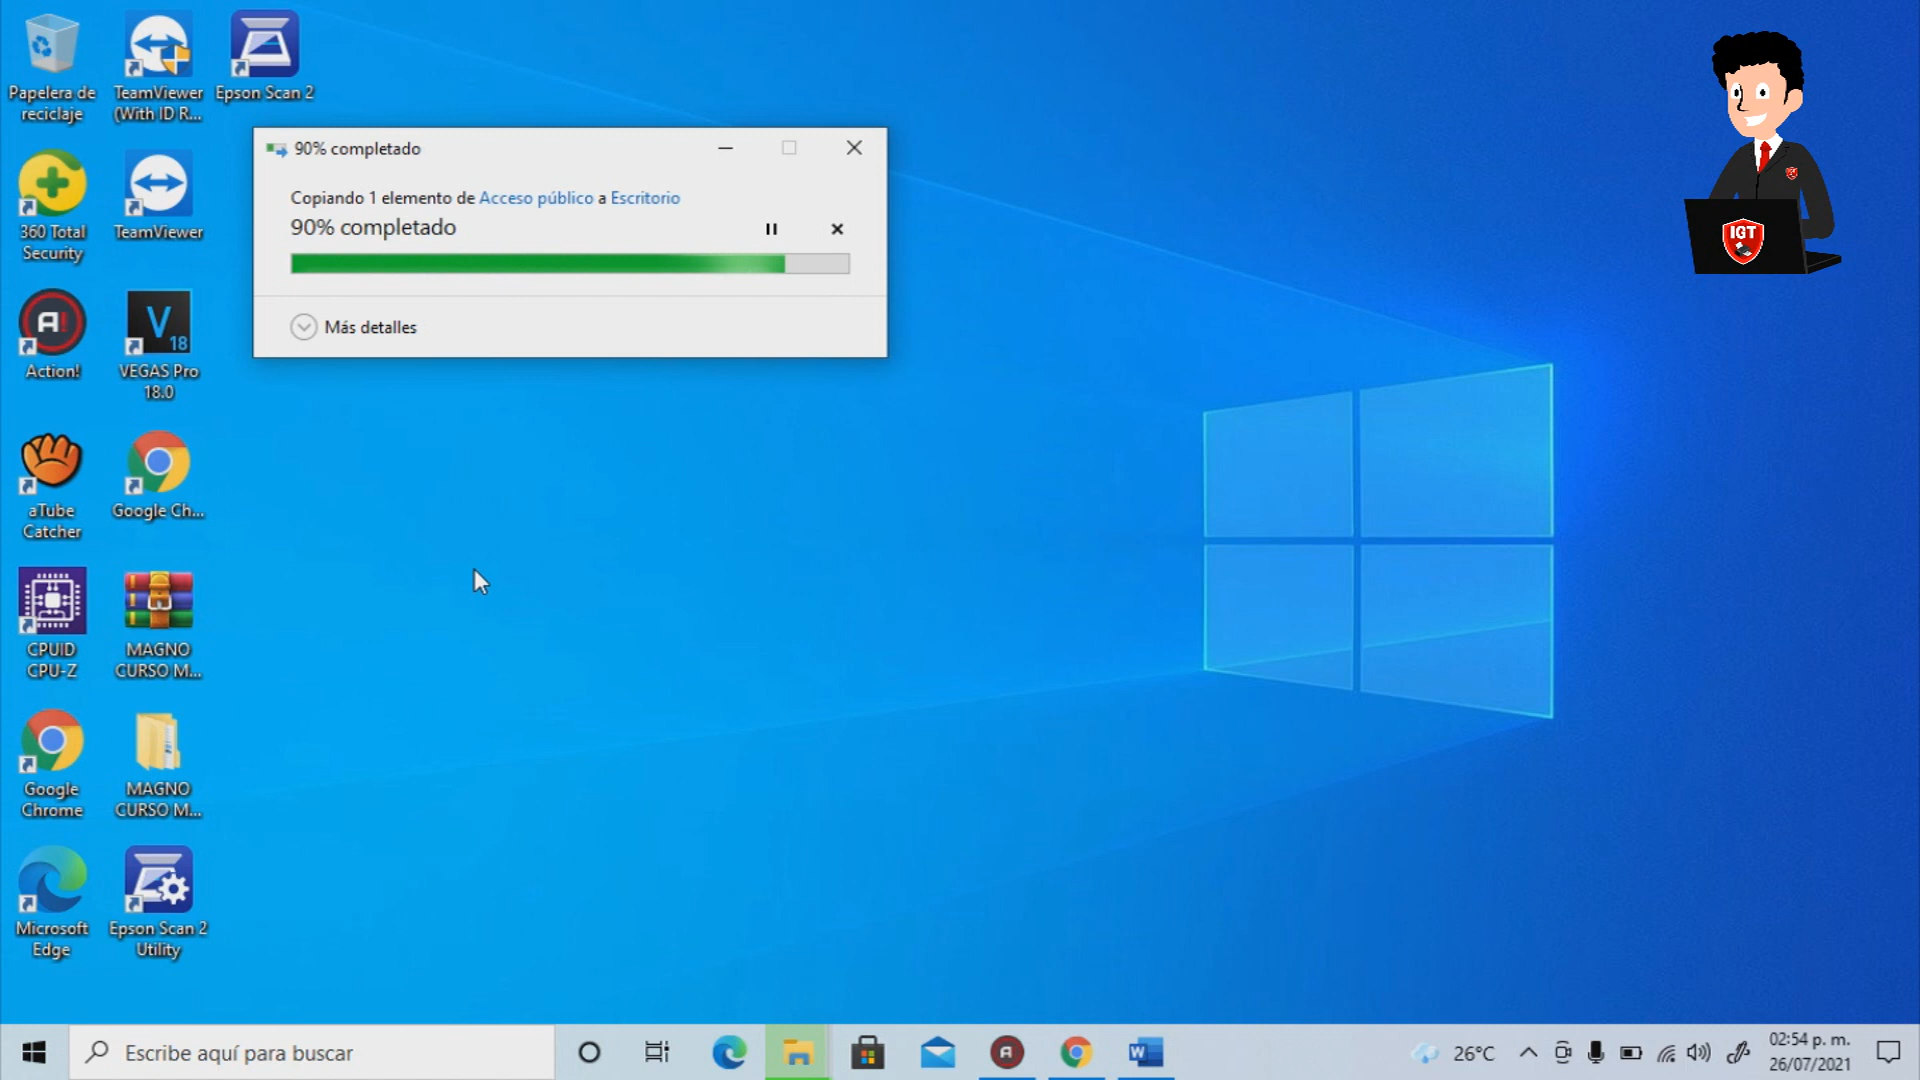 Papelera de
reciclaje
TeamViewer
(With ID R...
Epson Scan 2
360 Total
Security
TeamViewer
Action!
VEGAS Pro
18.0
18
aTube
Catcher
Google Ch...
CPUID
CPU-Z
MAGNO
CURSO M...
Google
Chrome
MAGNO
CURSO M...
Microsoft
Edge
Epson Scan 2
Utility
90% completado
Copiando 1 elemento de Acceso público a Escritorio
90% completado
Más detalles
IGT
Escribe aquí para buscar
26°C
02:54 p. m.
26/07/2021